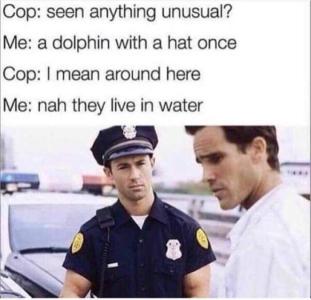 Cop: seen anything unusual?
Me: a dolphin with a hat once
Cop: I mean around here
Me: nah they live in water